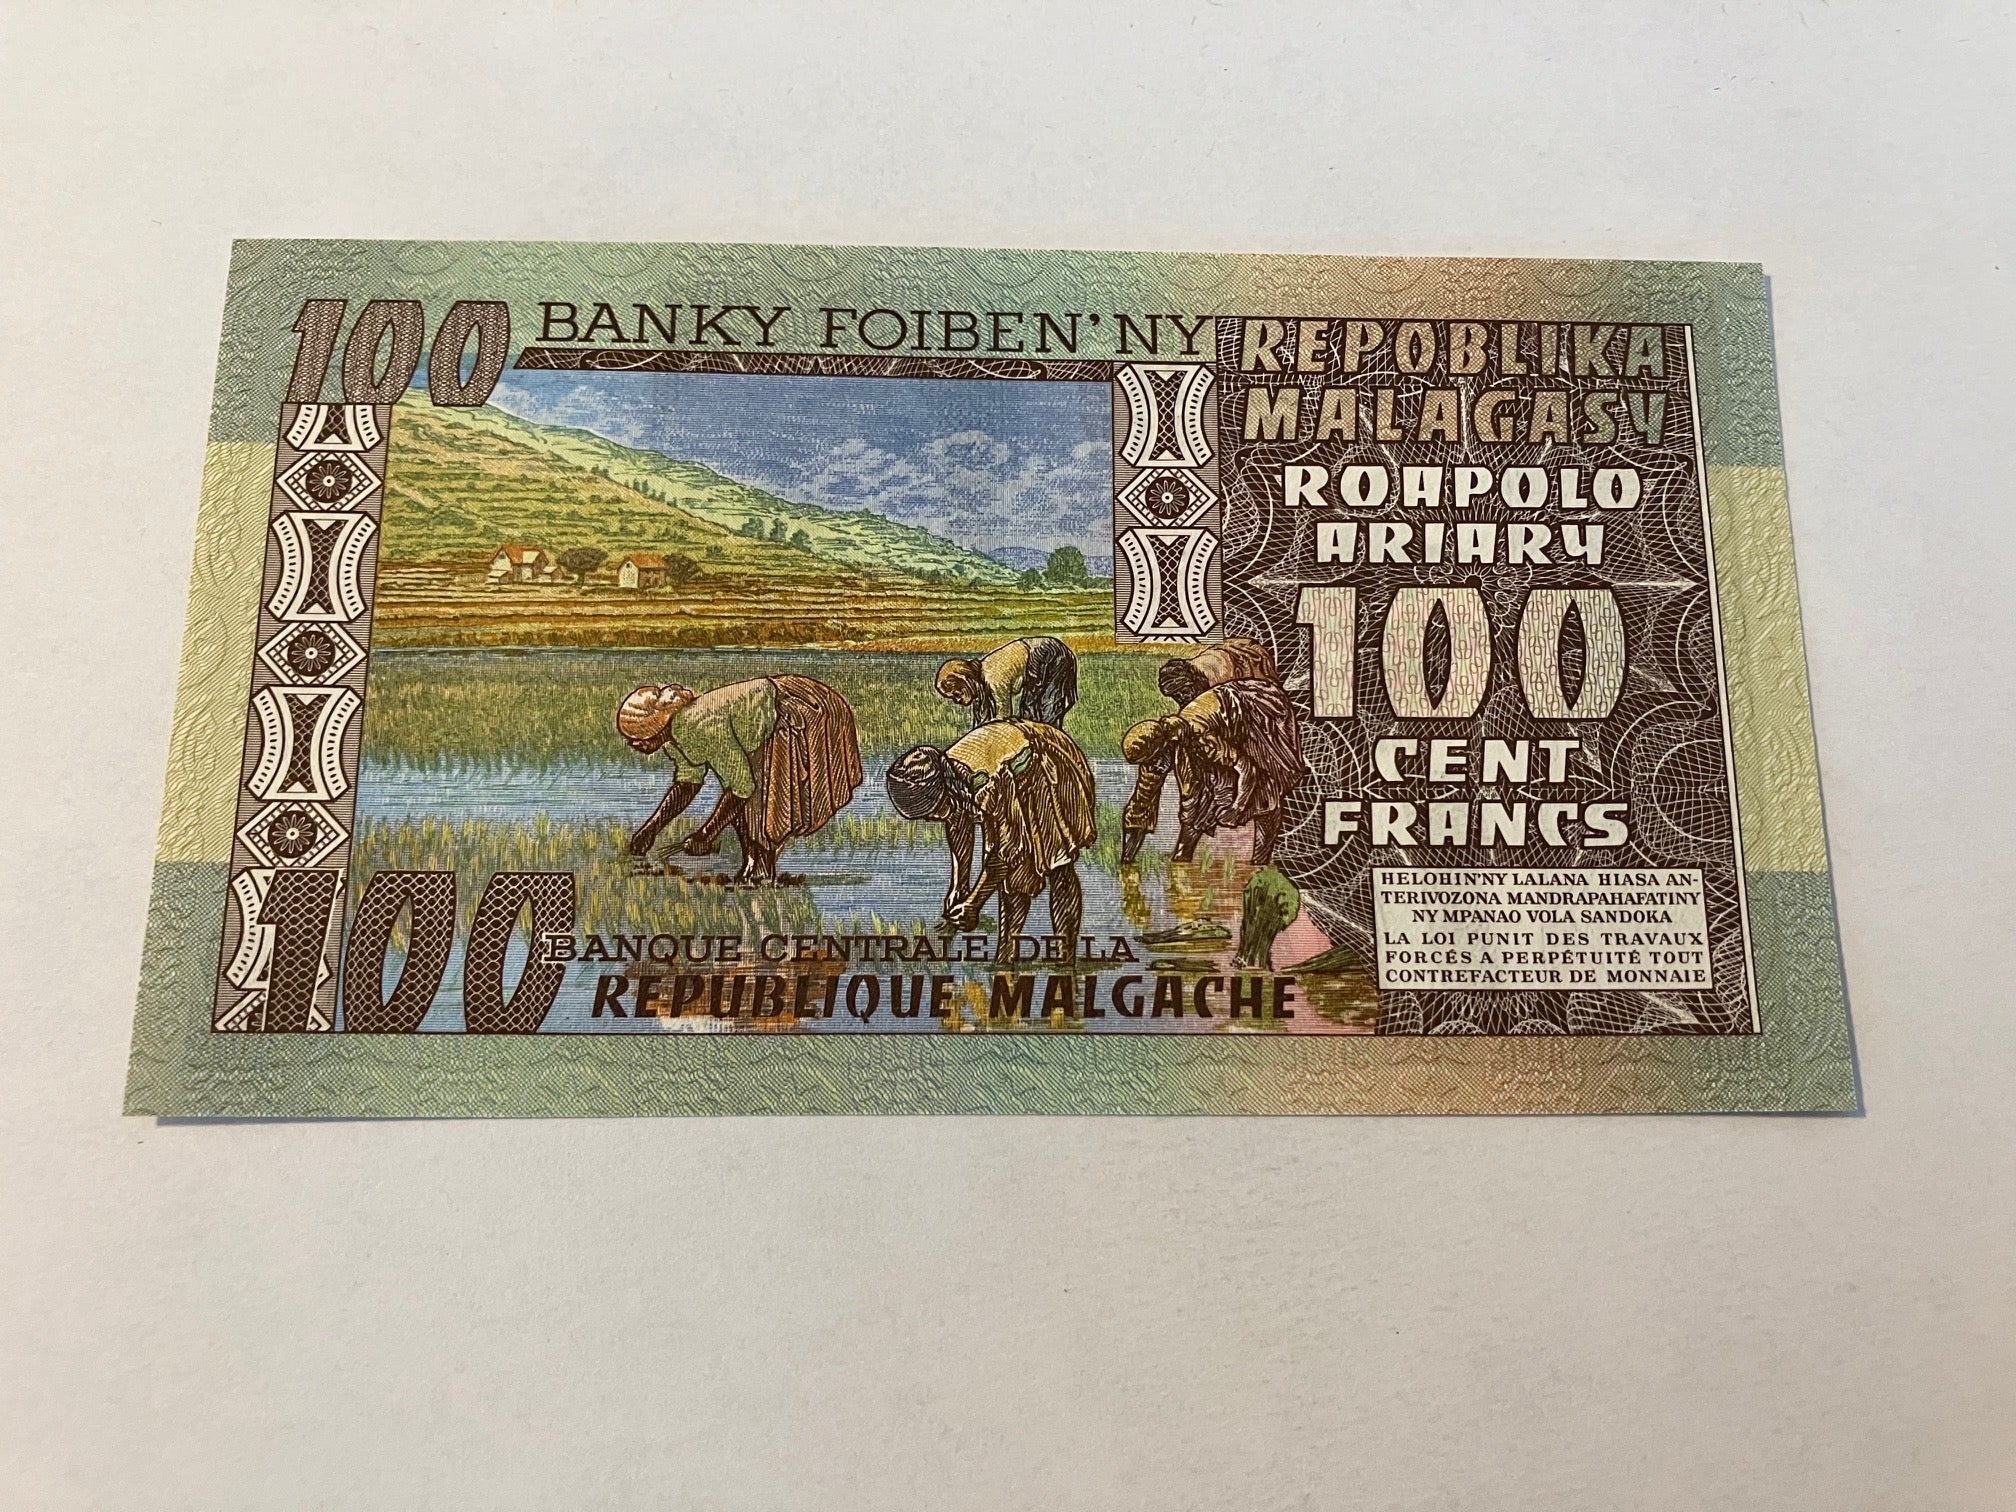 100 BANKY FOIBEN'NY
REPOBLIKA
MALAGASY
ROAPOLO
ARIARY
100
CENT
FRANCS
HELOHIN'NY LALANA HIASA AN-
TERIVOZONA MANDRAPAHAFATINY
NY MPANAO VOLA SANDOKA
LA LOI PUNIT DES TRAVAUX
FORCÉS A PERPÉTUITÉ TOUT
CONTREFACTEUR DE MONNAIE
100
BANQUE CENTRALE DE LA
REPUBLIQUE MALGACHE